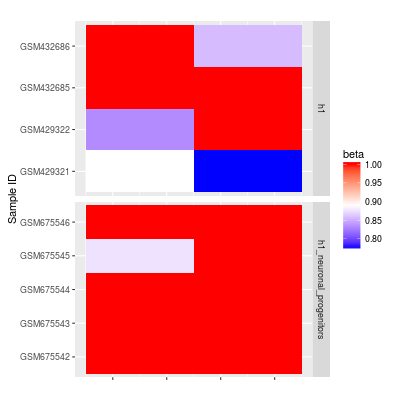 Sample ID
GSM432686
GSM432685
GSM429322
GSM429321
h1
GSM675546
GSM675545
GSM675544
GSM675543
GSM675542
h1_neuronal_progenitors
beta
1.00
0.95
0.90
0.85
0.80